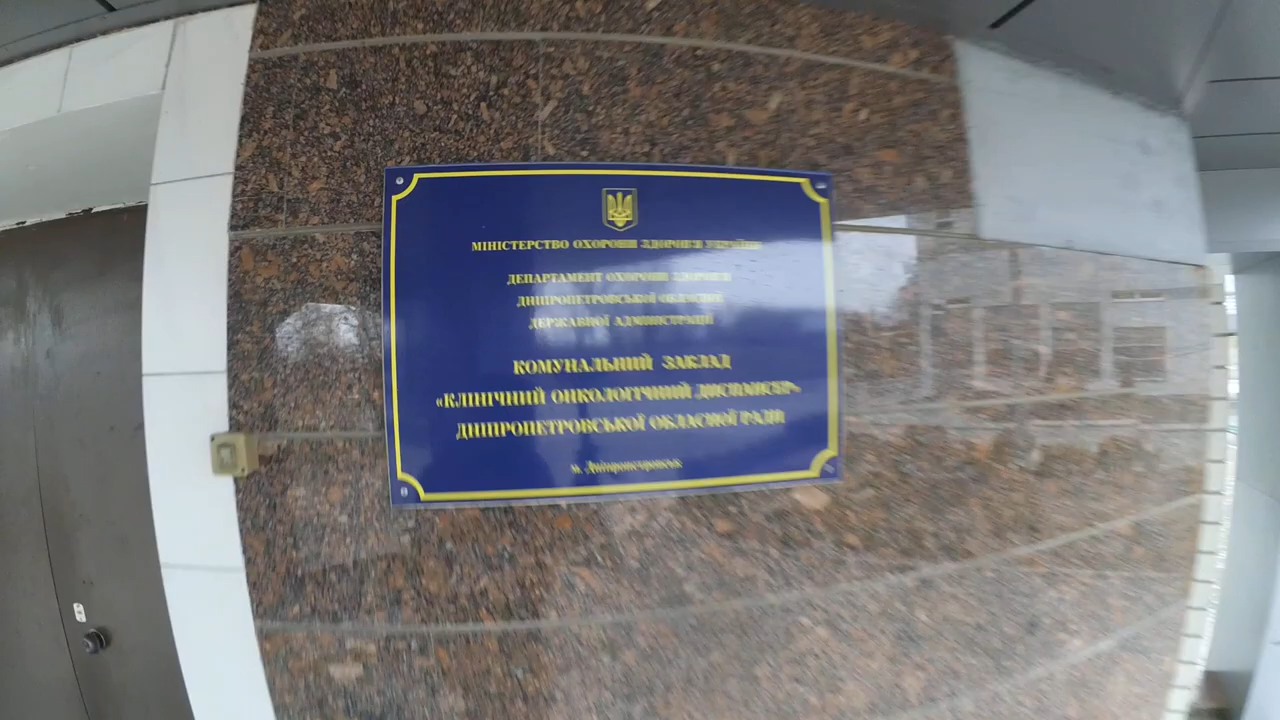 МІНІСТЕРСТВО ОХОРОНИ ЗДОРОВ'Я УКРАЇНИ
ДЕПАРТАМЕНТ ОХОРОНИ ЗДОРОВ'Я
ДНІПРОПЕТРОВСЬКОЇ ОБЛАСНОЇ
ДЕРЖАВНОЇ АДМІНІСТРАЦІЇ
КОМУНАЛЬНИЙ ЗАКЛАД
«КЛІНІЧНИЙ ОНКОЛОГІЧНИЙ ДИСПАНСЕР»
ДНІПРОПЕТРОВСЬКОЇ ОБЛАСНОЇ РАДИ
м. Дніпропетровськ